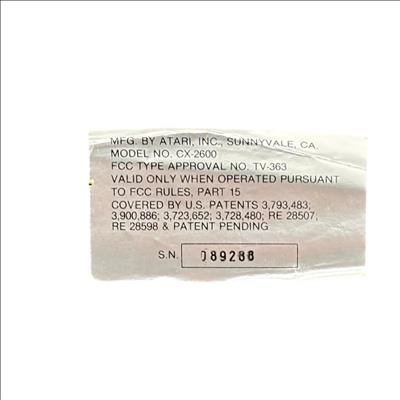 MFG. BY ATARI, INC., SUNNYVALE, CA.
MODEL NO. CX-2600
FCC TYPE APPROVAL NO. TV-363
VALID ONLY WHEN OPERATED PURSUANT
TO FCC RULES, PART 15
COVERED BY U.S. PATENTS 3,793,483;
3,900,886; 3,723,652; 3,728,480; RE 28507;
RE 28598 & PATENT PENDING
S.N.